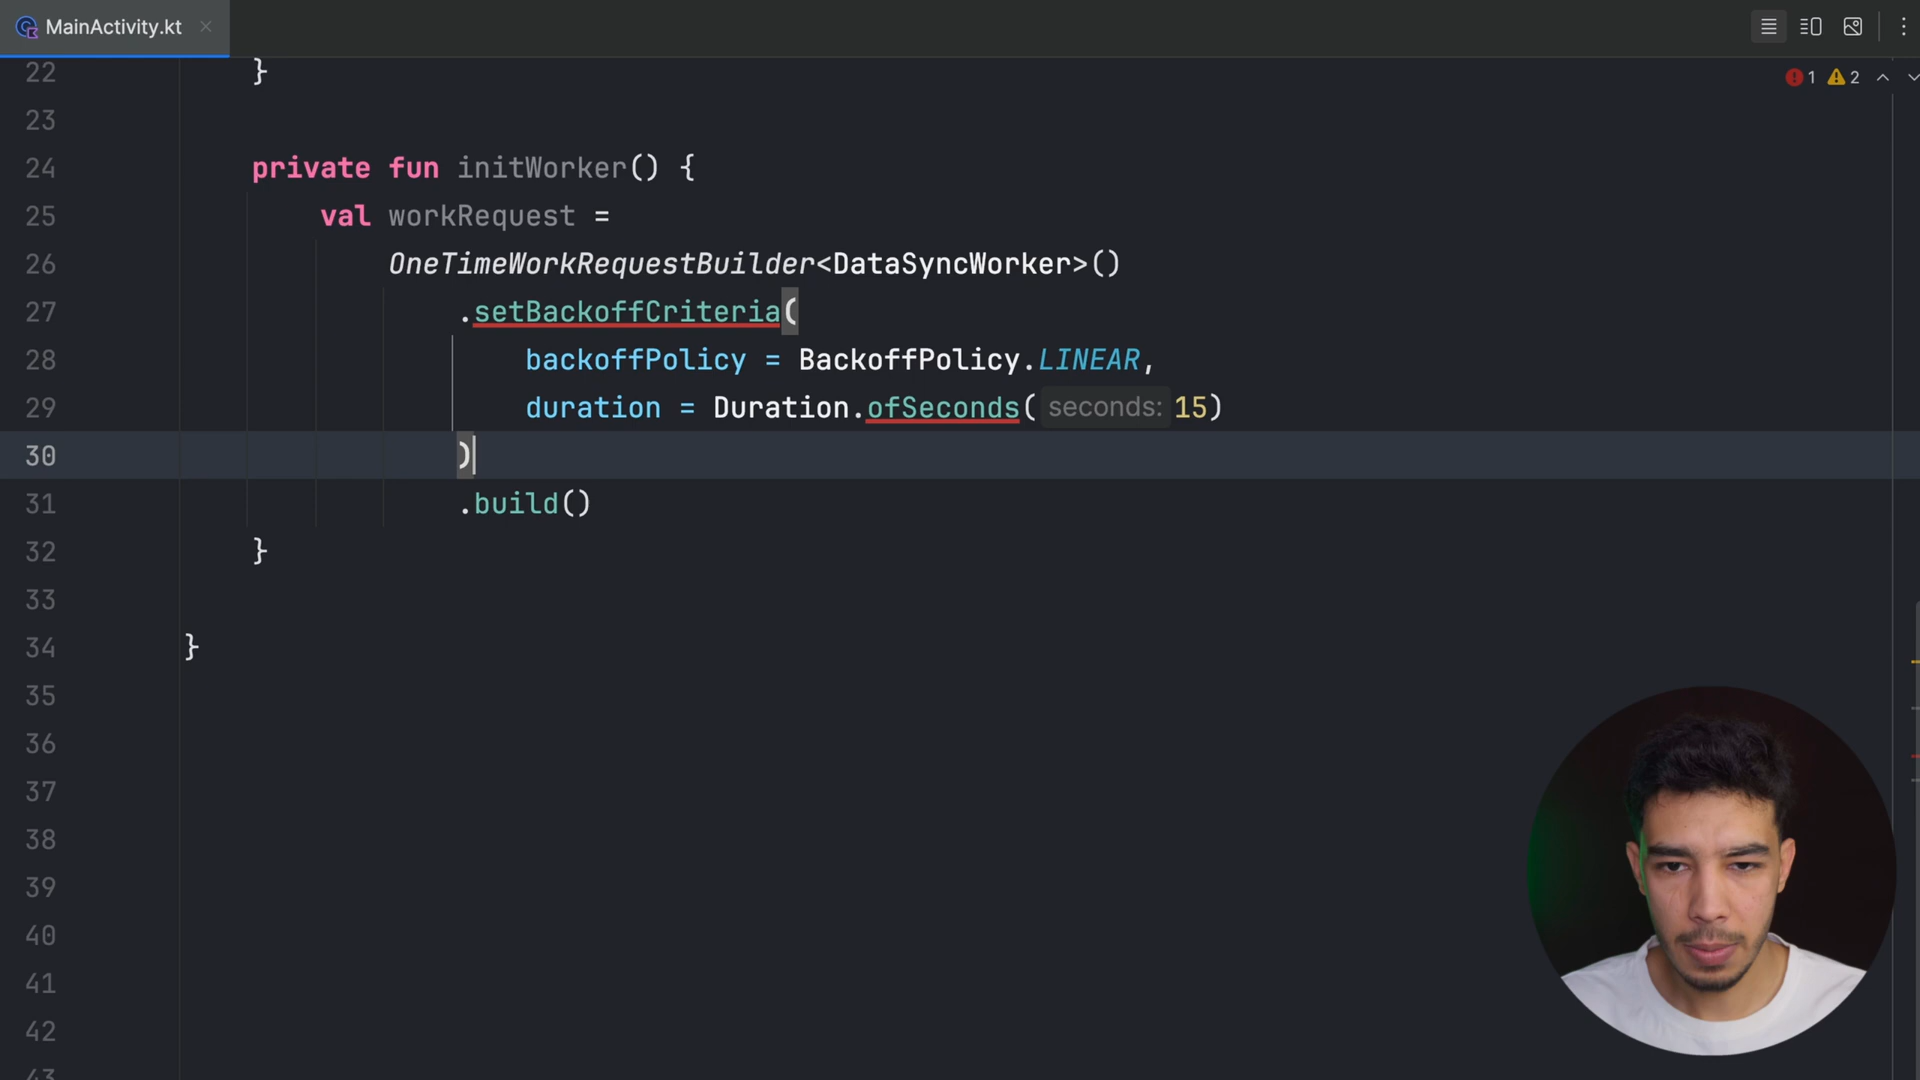 MainActivity.kt
1 2
22 }
23
24 private fun initWorker() {
25 val workRequest =
26 OneTimeWorkRequestBuilder<DataSyncWorker>()
27 .setBackoffCriteria(
28 backoffPolicy = BackoffPolicy.LINEAR,
29 duration = Duration.ofSeconds( seconds: 15)
30 )
31 .build()
32 }
33
34 }
35
36
37
38
39
40
41
42
43